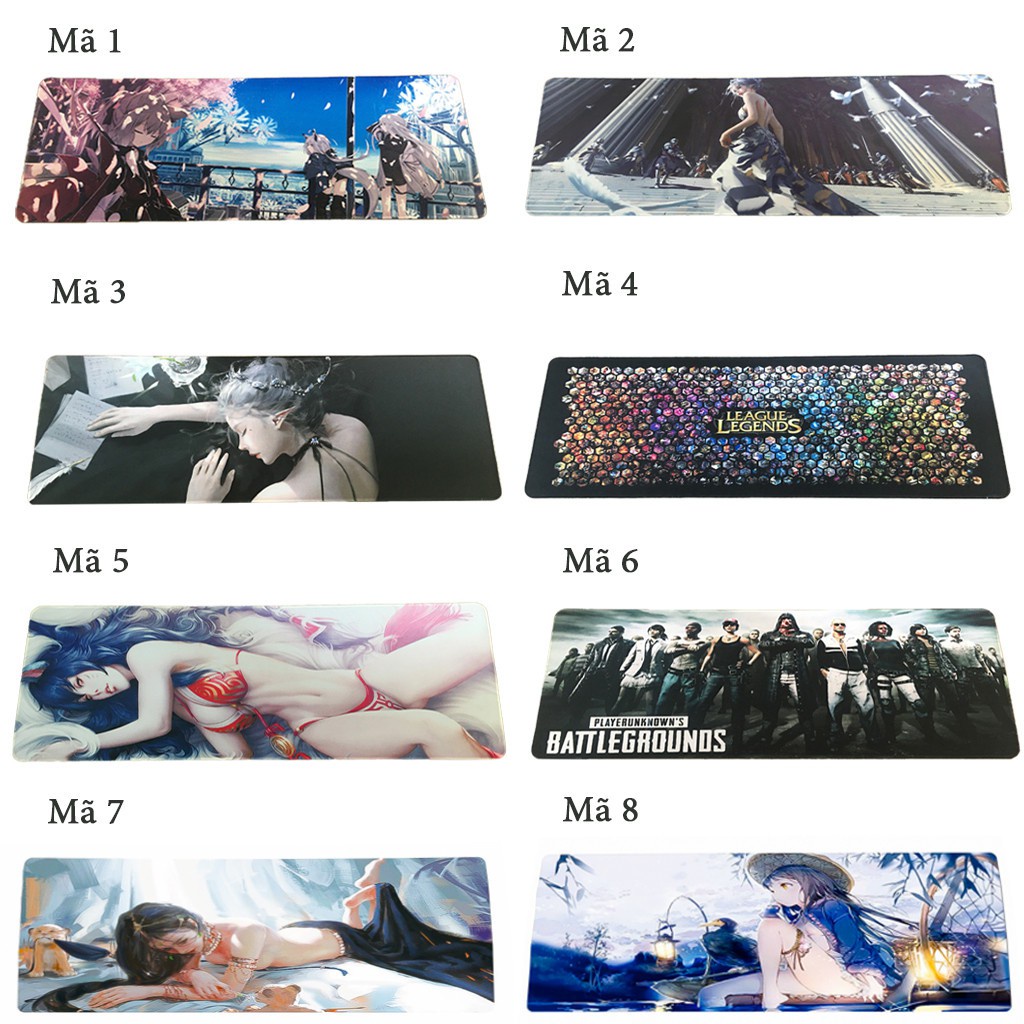 Mã 1
Mã 2
Mã 3
Mã 4
LEAGUE OF
LEGENDS
Mã 5
Mã 6
PLAYERUNKNOWN'S
BATTLEGROUNDS
Mã 7
Mã 8